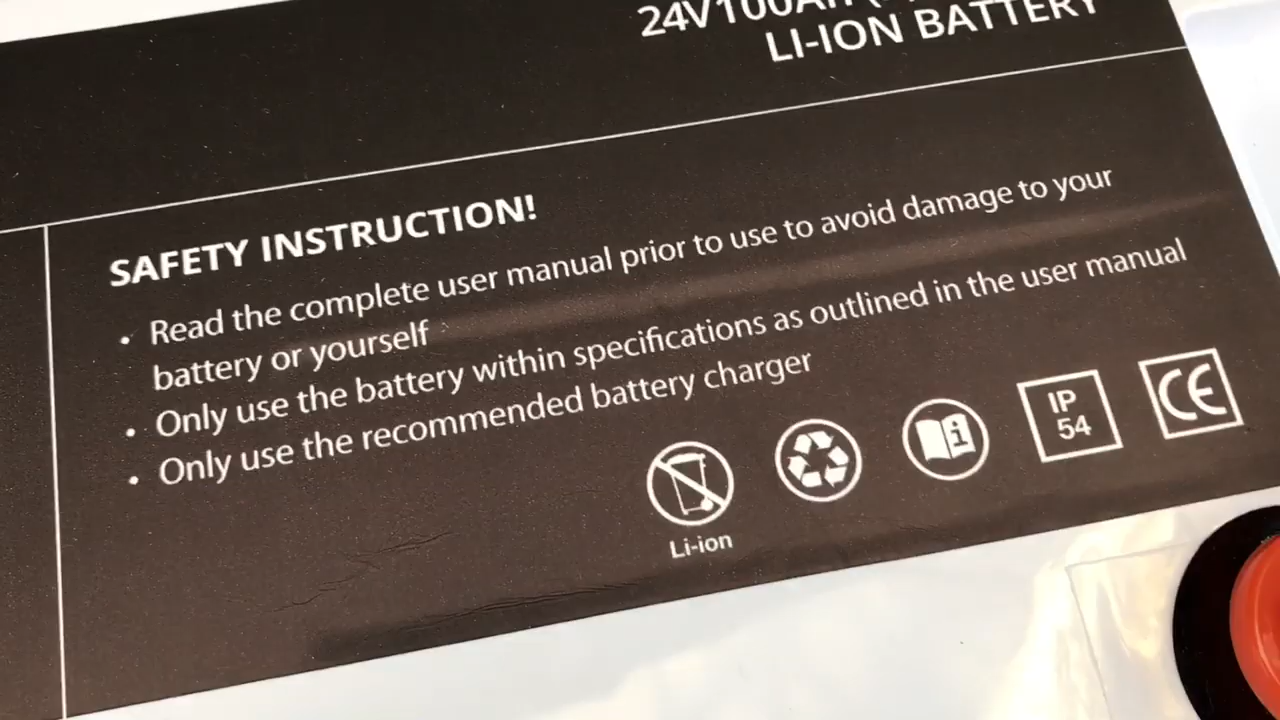 LI-ION BATTERY
SAFETY INSTRUCTION!
• Read the complete user manual prior to use to avoid damage to your
battery or yourself
• Only use the battery within specifications as outlined in the user manual
• Only use the recommended battery charger
IP
54
CE
Li-ion